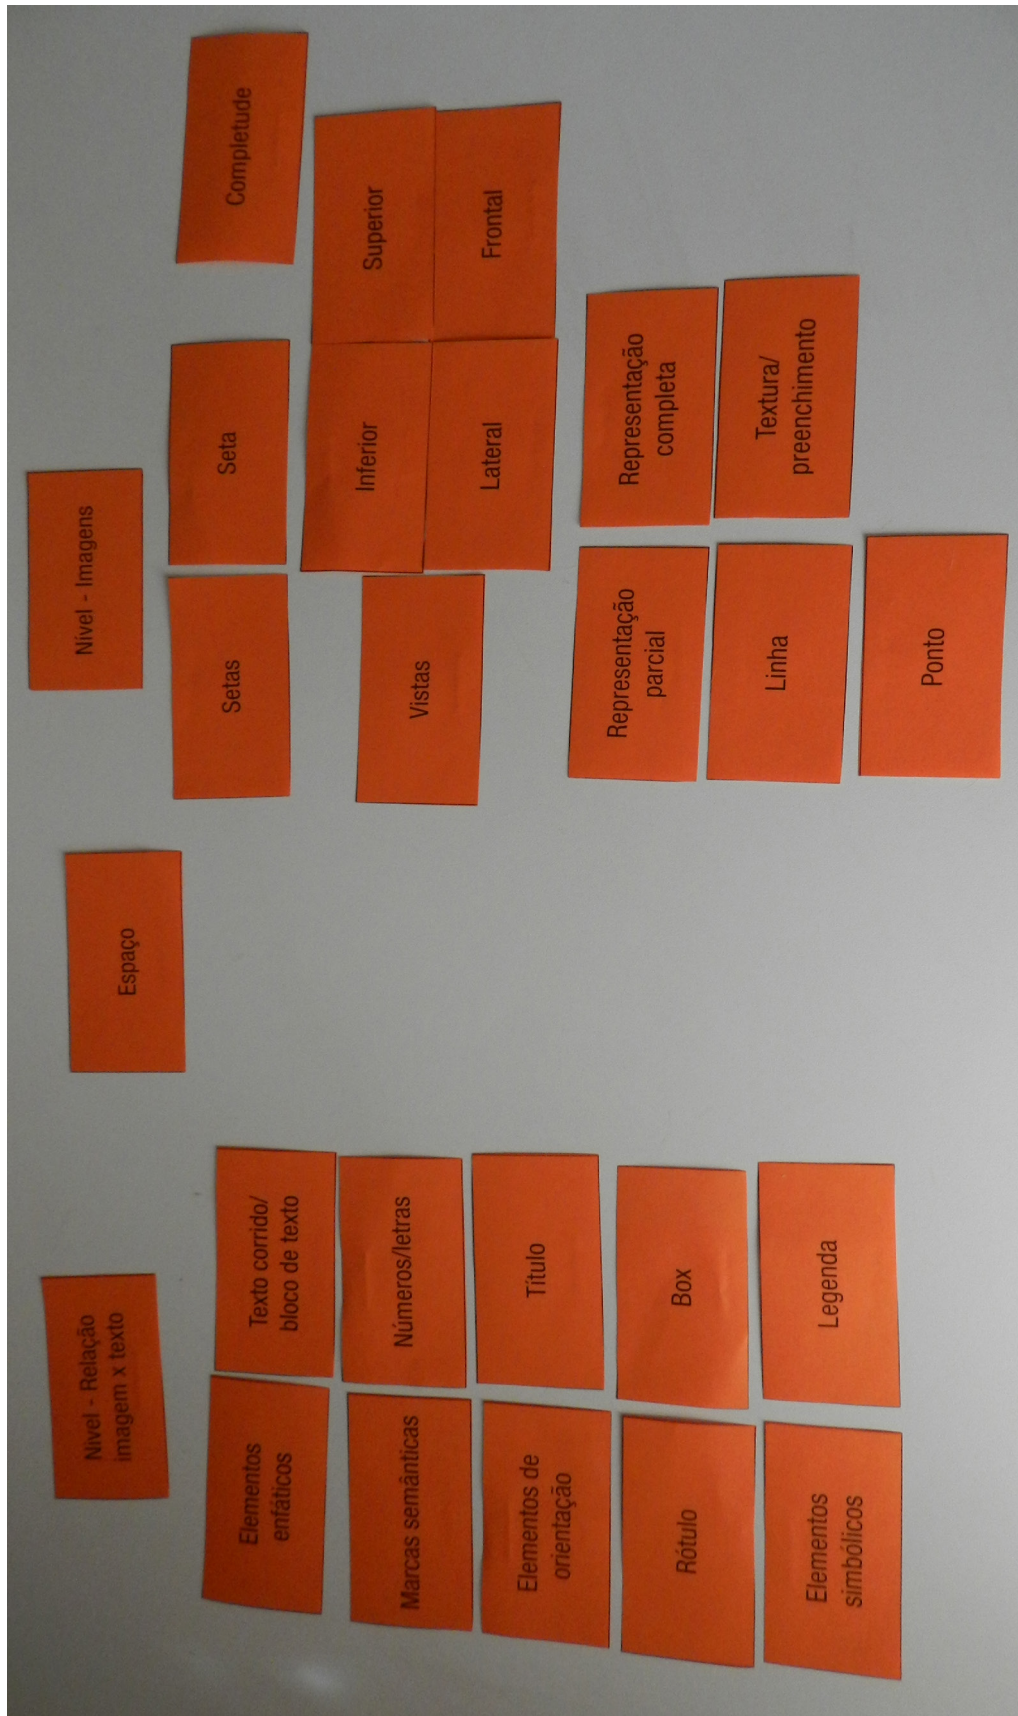 Nível - Relação
imagem x texto
Elementos
enfáticos
Texto corrido/
bloco de texto
Marcas semânticas
Números/letras
Elementos de
orientação
Título
Rótulo
Box
Elementos
simbólicos
Legenda
Espaço
Nível - Imagens
Setas
Seta
Completude
Vistas
Inferior
Superior
Lateral
Frontal
Representação
parcial
Representação
completa
Linha
Textura/
preenchimento
Ponto